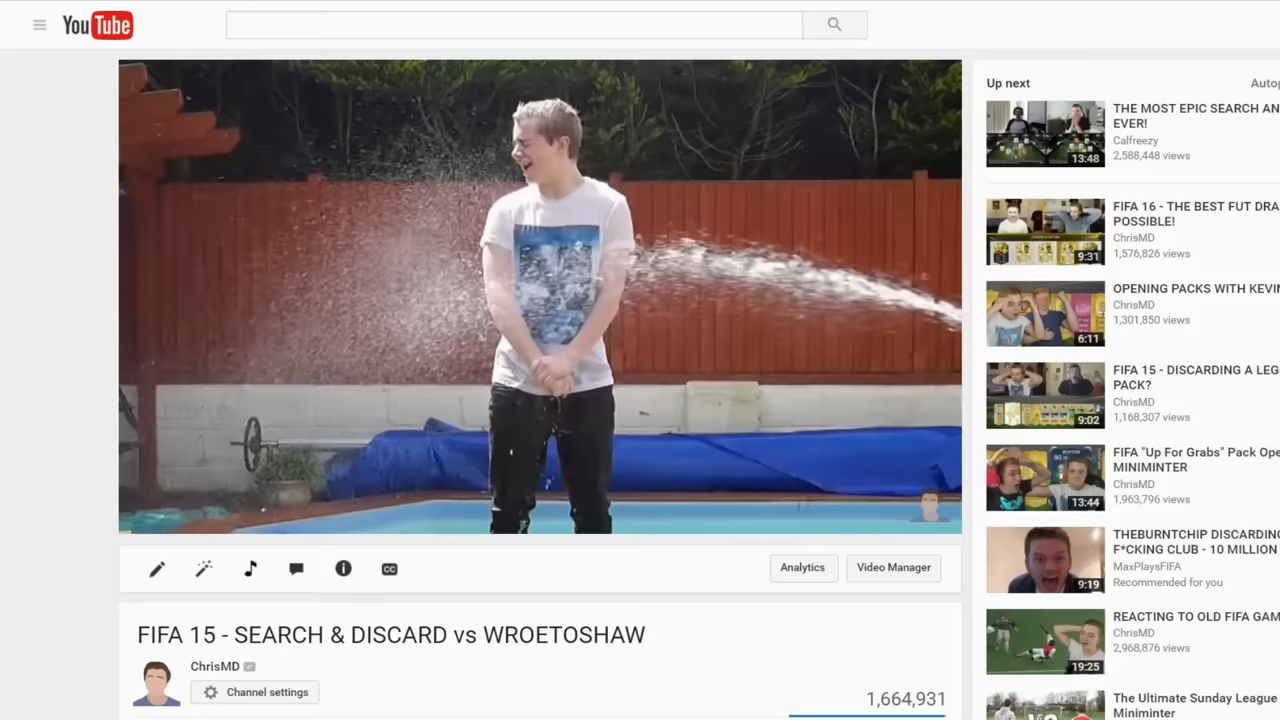 YouTube
Up next
Autop
THE MOST EPIC SEARCH AN
EVER!
Calfreezy
2,588,448 views
13:48
FIFA 16 - THE BEST FUT DRA
POSSIBLE!
ChrisMD
1,576,826 views
9:31
OPENING PACKS WITH KEVIN
ChrisMD
1,301,850 views
6:11
FIFA 15 - DISCARDING A LEG
PACK?
ChrisMD
1,168,307 views
9:02
FIFA "Up For Grabs" Pack Ope
MINIMINTER
ChrisMD
1,963,796 views
13:44
THEBURNTCHIP DISCARDING
F*CKING CLUB - 10 MILLION
MaxPlaysFIFA
Recommended for you
9:19
REACTING TO OLD FIFA GAM
ChrisMD
2,968,876 views
19:25
The Ultimate Sunday League
Miniminter
CC
Analytics
Video Manager
FIFA 15 - SEARCH & DISCARD vs WROETOSHAW
ChrisMD
Channel settings
1,664,931